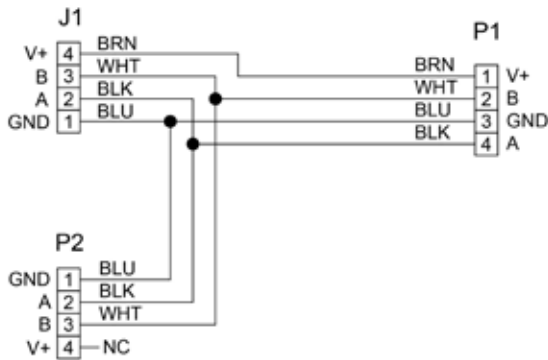 J1
V+ 4 BRN
B 3 WHT
A 2 BLK
GND 1 BLU
P1
BRN 1 V+
WHT 2 B
BLU 3 GND
BLK 4 A
P2
GND 1 BLU
A 2 BLK
B 3 WHT
V+ 4 NC